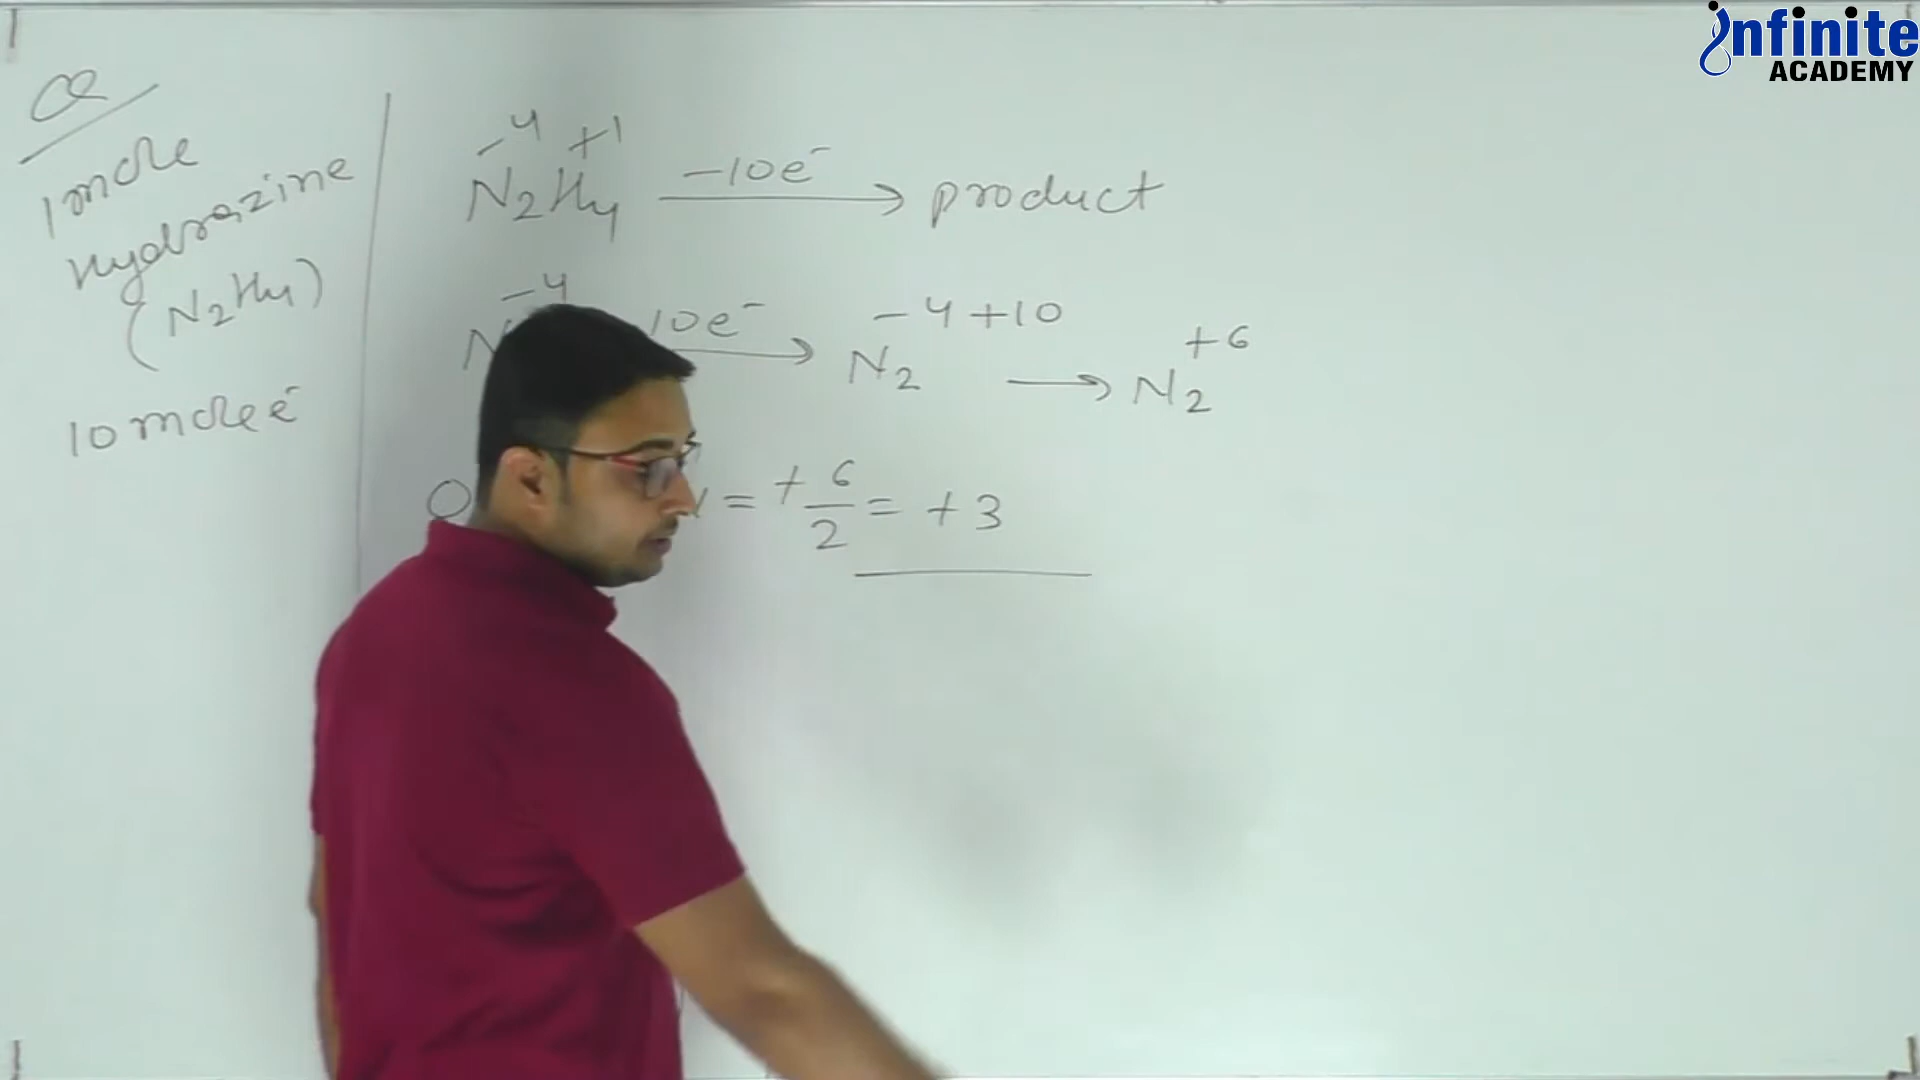 Q
1 mole
Hydrazine
(N2H4)
10 mole e-
-4 +1
N2H4 -10e- → product
-4
N 10e- → N2 -4+10 → N2 +6
O = +6/2 = +3
infinite
ACADEMY